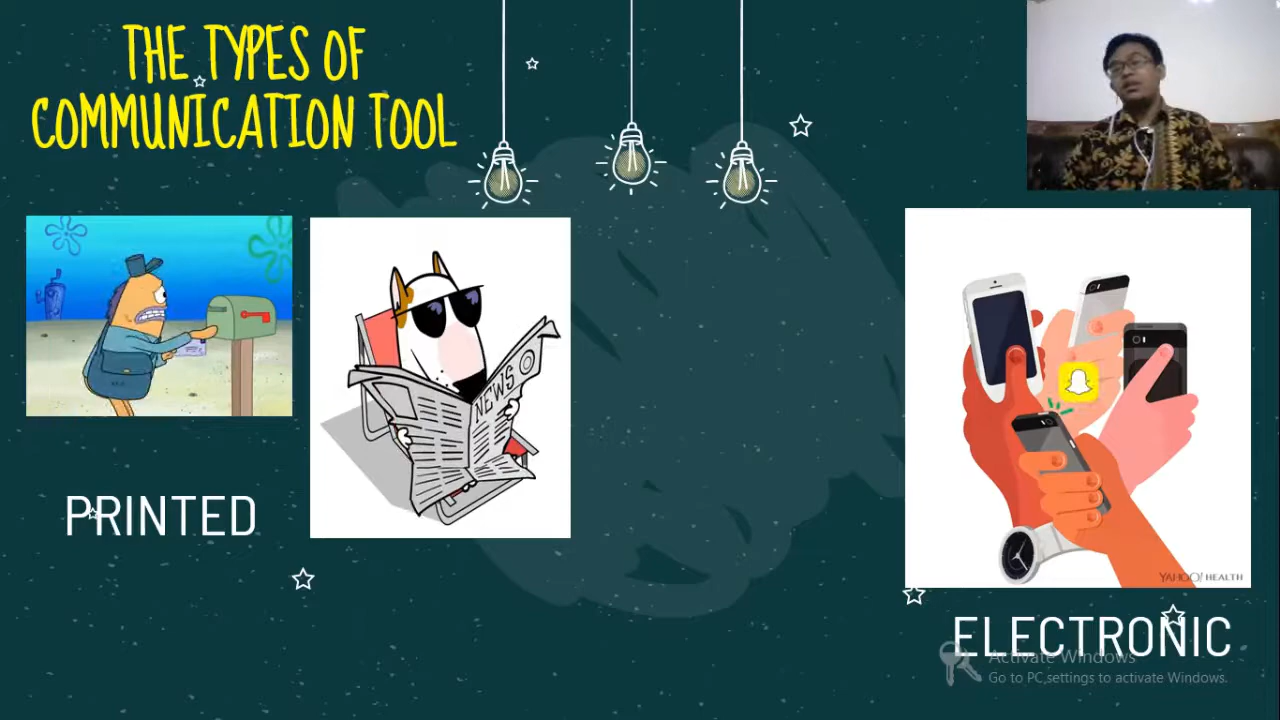 THE TYPES OF
COMMUNICATION TOOL
NEWS
PRINTED
YAHOO! HEALTH
ELECTRONIC
Activate Windows
Go to PC settings to activate Windows.